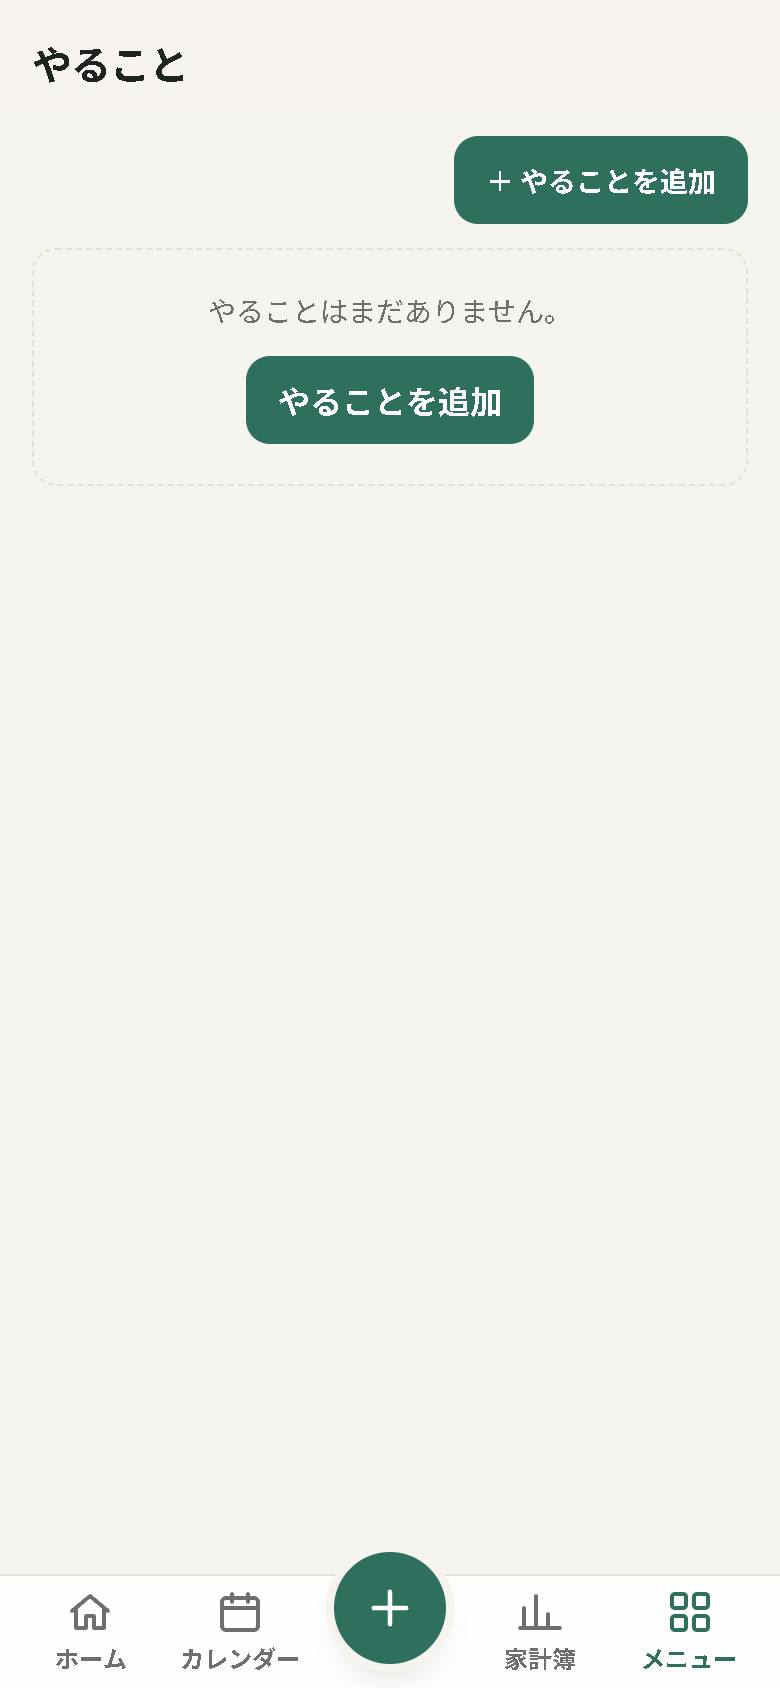 やること
＋ やることを追加
やることはまだありません。
やることを追加
ホーム
カレンダー
家計簿
メニュー